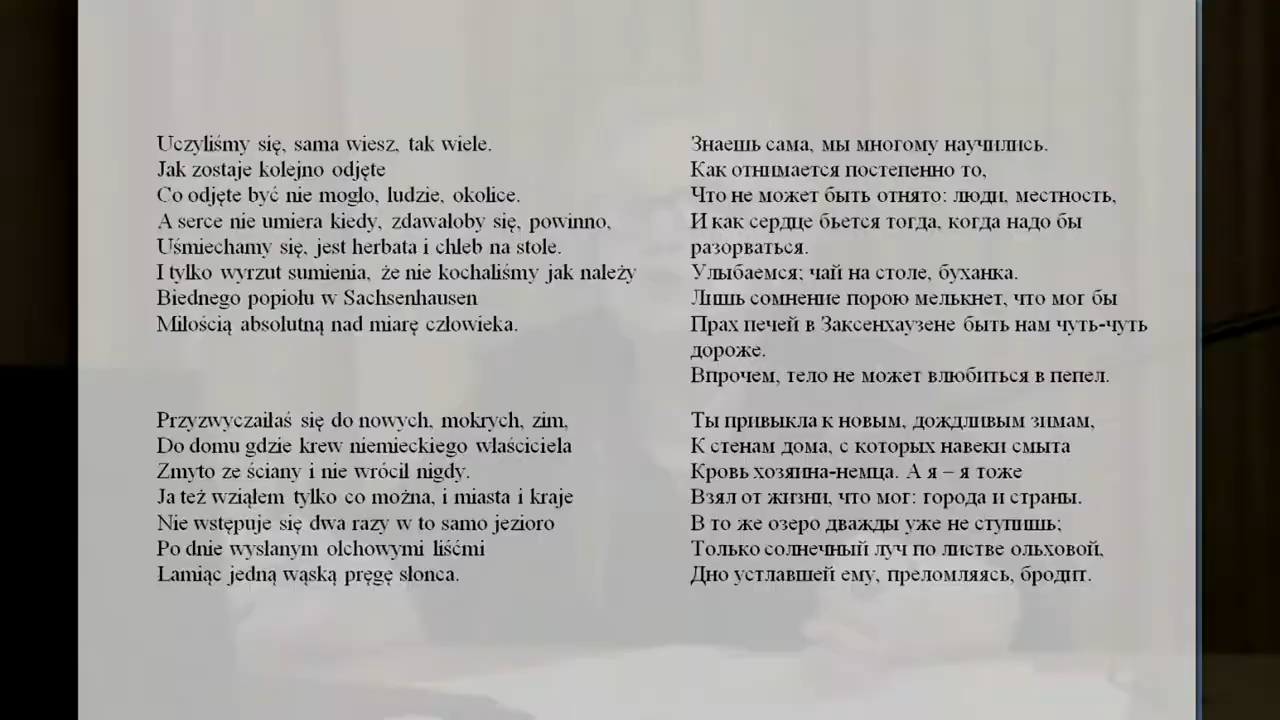 Uczyliśmy się, sama wiesz, tak wiele.
Jak zostaje kolejno odjęte
Co odjęte być nie mogło, ludzie, okolice.
A serce nie umiera kiedy, zdawałoby się, powinno,
Uśmiechamy się, jest herbata i chleb na stole.
I tylko wyrzut sumienia, że nie kochaliśmy jak należy
Biednego popiołu w Sachsenhausen
Miłością absolutną nad miarę człowieka.
Przyzwyczaiłaś się do nowych, mokrych, zim,
Do domu gdzie krew niemieckiego właściciela
Zmyto ze ściany i nie wrócił nigdy.
Ja też wziąłem tylko co można, i miasta i kraje
Nie wstępuje się dwa razy w to samo jezioro
Po dnie wysłanym olchowymi liśćmi
Łamiąc jedną wąską pręgę słonca.
Знаешь сама, мы многому научились.
Как отнимается постепенно то,
Что не может быть отнято: люди, местность,
И как сердце бьется тогда, когда надо бы
разорваться.
Улыбаемся; чай на столе, буханка.
Лишь сомнение порою мелькнет, что мог бы
Прах печей в Заксенхаузене быть нам чуть-чуть
дороже.
Впрочем, тело не может влюбиться в пепел.
Ты привыкла к новым, дождливым зимам,
К стенам дома, с которых навеки смыта
Кровь хозяина-немца. А я – я тоже
Взял от жизни, что мог: города и страны.
В то же озеро дважды уже не ступишь;
Только солнечный луч по листве ольховой,
Дно устлавшей ему, преломляясь, бродит.